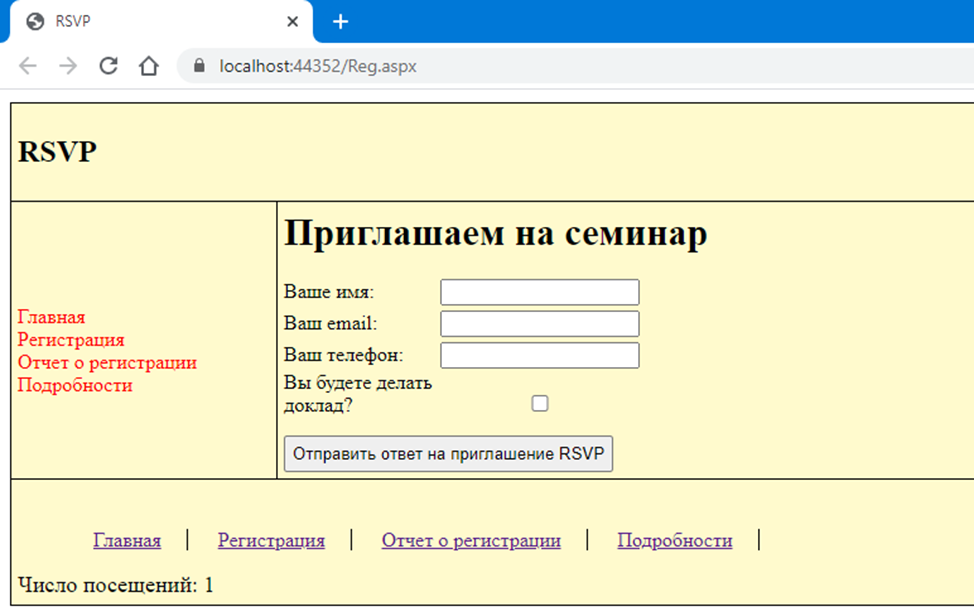 RSVP
localhost:44352/Reg.aspx
RSVP
Главная
Регистрация
Отчет о регистрации
Подробности
Приглашаем на семинар
Ваше имя:
Ваш email:
Ваш телефон:
Вы будете делать
доклад?
Отправить ответ на приглашение RSVP
Главная | Регистрация | Отчет о регистрации | Подробности |
Число посещений: 1